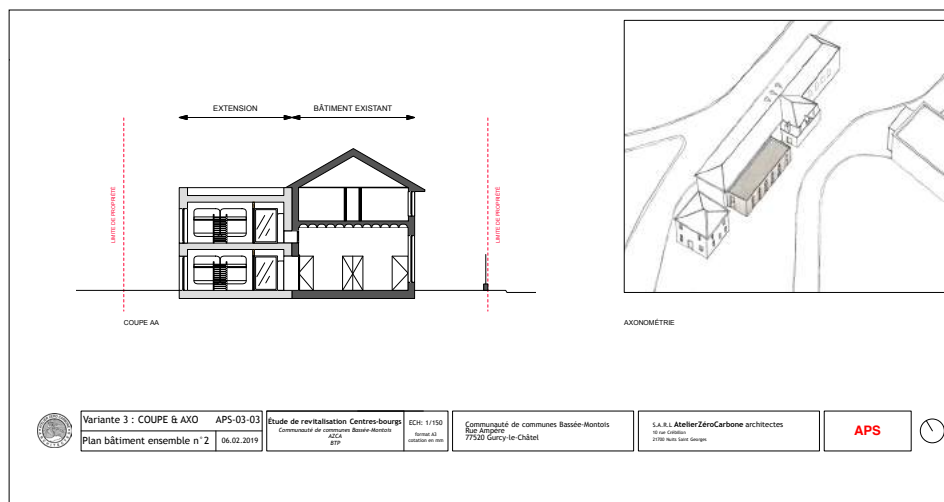 EXTENSION
BÂTIMENT EXISTANT
LIMITE DE PROPRIÉTÉ
LIMITE DE PROPRIÉTÉ
COUPE AA
AXONOMÉTRIE
Variante 3 : COUPE & AXO APS-03-03
Plan bâtiment ensemble n°2 06.02.2019
Étude de revitalisation Centres-bourgs
Communauté de communes Bassée-Montois
AZCA
BTP
ECH: 1/150
format A3
cotation en mm
Communauté de communes Bassée-Montois
Rue Ampère
77520 Gurcy-le-Châtel
S.A.R.L AtelierZéroCarbone architectes
10 rue Crébillon
21700 Nuits Saint Georges
APS